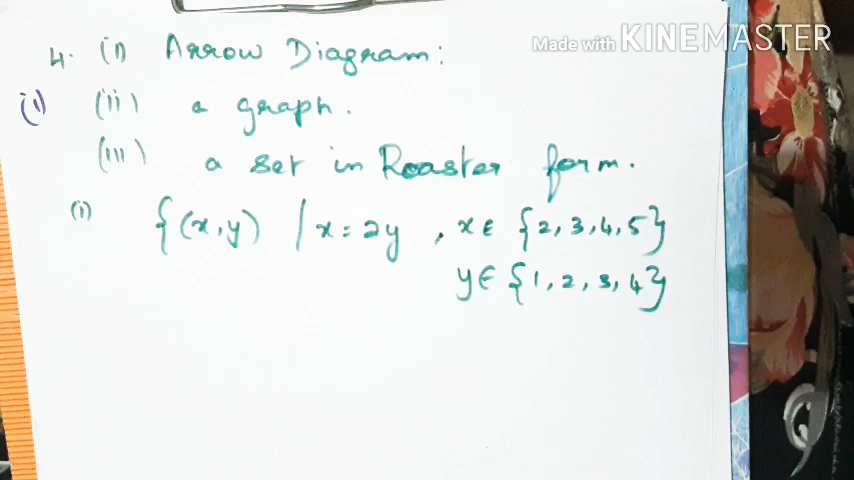 Made with KINEMASTER
4. (i) Arrow Diagram:
(i) (ii) a graph.
(iii) a set in Roaster form.
(i) {(x,y) / x = 2y , x ∈ {2,3,4,5}
y ∈ {1,2,3,4}